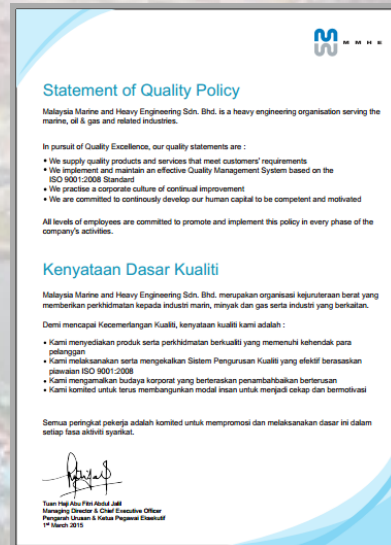 MMHE
Statement of Quality Policy
Malaysia Marine and Heavy Engineering Sdn. Bhd. is a heavy engineering organisation serving the
marine, oil & gas and related industries.
In pursuit of Quality Excellence, our quality statements are :
• We supply quality products and services that meet customers' requirements
• We implement and maintain an effective Quality Management System based on the
ISO 9001:2008 Standard
• We practise a corporate culture of continual improvement
• We are committed to continously develop our human capital to be competent and motivated
All levels of employees are committed to promote and implement this policy in every phase of the
company's activities.
Kenyataan Dasar Kualiti
Malaysia Marine and Heavy Engineering Sdn. Bhd. merupakan organisasi kejuruteraan berat yang
memberikan perkhidmatan kepada industri marin, minyak dan gas serta industri yang berkaitan.
Demi mencapai Kecemerlangan Kualiti, kenyataan kualiti kami adalah :
• Kami menyediakan produk serta perkhidmatan berkualiti yang memenuhi kehendak para
pelanggan
• Kami melaksanakan serta mengekalkan Sistem Pengurusan Kualiti yang efektif berasaskan
piawaian ISO 9001:2008
• Kami mengamalkan budaya korporat yang berteraskan penambahbaikan berterusan
• Kami komited untuk terus membangunkan modal insan untuk menjadi cekap dan bermotivasi
Semua peringkat pekerja adalah komited untuk mempromosi dan melaksanakan dasar ini dalam
setiap fasa aktiviti syarikat.
Tuan Haji Abu Fitri Abdul Jalil
Managing Director & Chief Executive Officer
Pengarah Urusan & Ketua Pegawai Eksekutif
1st March 2015